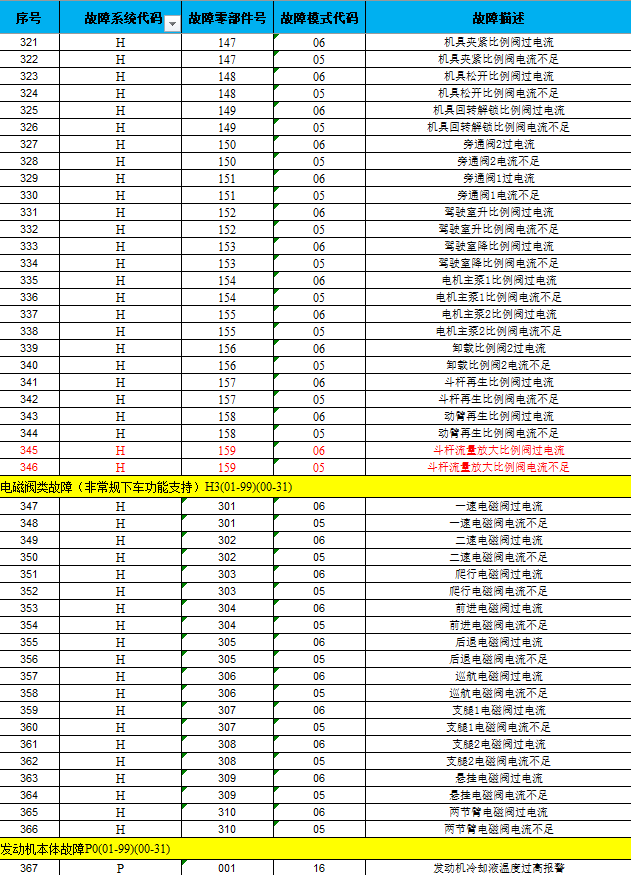 序号 故障系统代码 故障零部件号 故障模式代码 故障描述
321 H 147 06 机具夹紧比例阀过电流
322 H 147 05 机具夹紧比例阀电流不足
323 H 148 06 机具松开比例阀过电流
324 H 148 05 机具松开比例阀电流不足
325 H 149 06 机具回转解锁比例阀过电流
326 H 149 05 机具回转解锁比例阀电流不足
327 H 150 06 旁通阀2过电流
328 H 150 05 旁通阀2电流不足
329 H 151 06 旁通阀1过电流
330 H 151 05 旁通阀1电流不足
331 H 152 06 驾驶室升比例阀过电流
332 H 152 05 驾驶室升比例阀电流不足
333 H 153 06 驾驶室降比例阀过电流
334 H 153 05 驾驶室降比例阀电流不足
335 H 154 06 电机主泵1比例阀过电流
336 H 154 05 电机主泵1比例阀电流不足
337 H 155 06 电机主泵2比例阀过电流
338 H 155 05 电机主泵2比例阀电流不足
339 H 156 06 卸载比例阀2过电流
340 H 156 05 卸载比例阀2电流不足
341 H 157 06 斗杆再生比例阀过电流
342 H 157 05 斗杆再生比例阀电流不足
343 H 158 06 动臂再生比例阀过电流
344 H 158 05 动臂再生比例阀电流不足
345 H 159 06 斗杆流量放大比例阀过电流
346 H 159 05 斗杆流量放大比例阀电流不足
电磁阀类故障（非常规下车功能支持）H3(01-99)(00-31)
347 H 301 06 一速电磁阀过电流
348 H 301 05 一速电磁阀电流不足
349 H 302 06 二速电磁阀过电流
350 H 302 05 二速电磁阀电流不足
351 H 303 06 爬行电磁阀过电流
352 H 303 05 爬行电磁阀电流不足
353 H 304 06 前进电磁阀过电流
354 H 304 05 前进电磁阀电流不足
355 H 305 06 后退电磁阀过电流
356 H 305 05 后退电磁阀电流不足
357 H 306 06 巡航电磁阀过电流
358 H 306 05 巡航电磁阀电流不足
359 H 307 06 支腿1电磁阀过电流
360 H 307 05 支腿1电磁阀电流不足
361 H 308 06 支腿2电磁阀过电流
362 H 308 05 支腿2电磁阀电流不足
363 H 309 06 悬挂电磁阀过电流
364 H 309 05 悬挂电磁阀电流不足
365 H 310 06 两节臂电磁阀过电流
366 H 310 05 两节臂电磁阀电流不足
发动机本体故障P0(01-99)(00-31)
367 P 001 16 发动机冷却液温度过高报警